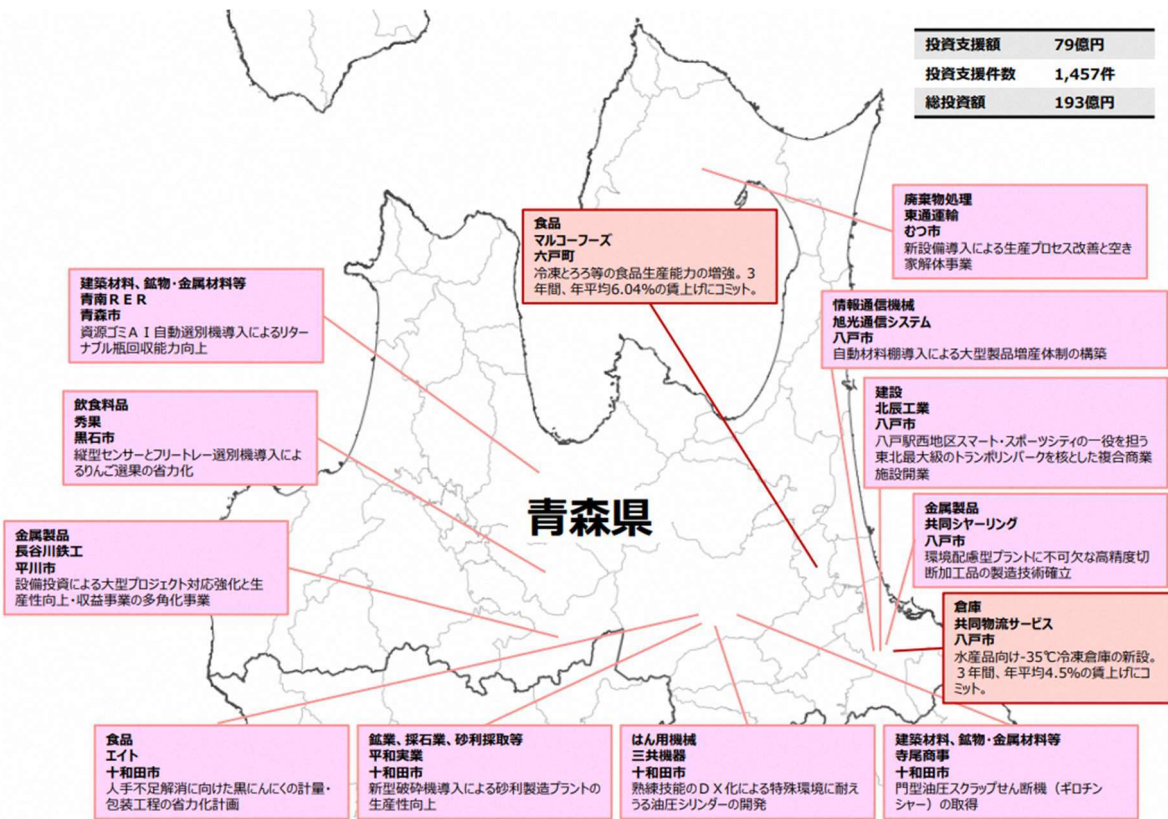 投資支援額 79億円
投資支援件数 1,457件
総投資額 193億円
廃棄物処理
東通運輸
むつ市
新設備導入による生産プロセス改善と空き
家解体事業
食品
マルコーフーズ
六戸町
冷凍とろろ等の食品生産能力の増強。3
年間、年平均6.04%の賃上げにコミット。
建築材料、鉱物・金属材料等
青南ＲＥＲ
青森市
資源ゴミＡＩ自動選別機導入によるリター
ナブル瓶回収能力向上
情報通信機械
旭光通信システム
八戸市
自動材料棚導入による大型製品増産体制の構築
飲食料品
秀果
黒石市
縦型センサーとフリートレー選別機導入によ
るりんご選果の省力化
建設
北辰工業
八戸市
八戸駅西地区スマート・スポーツシティの一役を担う
東北最大級のトランポリンパークを核とした複合商業
施設開業
青森県
金属製品
共同シヤーリング
八戸市
環境配慮型プラントに不可欠な高精度切
断加工品の製造技術確立
金属製品
長谷川鉄工
平川市
設備投資による大型プロジェクト対応強化と生
産性向上・収益事業の多角化事業
倉庫
共同物流サービス
八戸市
水産品向け-35℃冷凍倉庫の新設。
３年間、年平均4.5%の賃上げにコ
ミット。
食品
エイト
十和田市
人手不足解消に向けた黒にんにくの計量・
包装工程の省力化計画
鉱業、採石業、砂利採取等
平和実業
十和田市
新型破砕機導入による砂利製造プラントの
生産性向上
はん用機械
三共機器
十和田市
熟練技能のＤＸ化による特殊環境に耐え
うる油圧シリンダーの開発
建築材料、鉱物・金属材料等
寺尾商事
十和田市
門型油圧スクラップせん断機（ギロチン
シャー）の取得